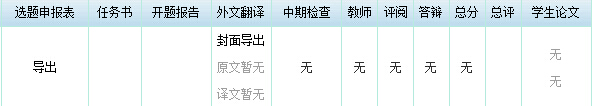 选题申报表 任务书 开题报告 外文翻译 中期检查 教师 评阅 答辩 总分 总评 学生论文
封面导出
导出 原文暂无 无 无 无 无 无 无
译文暂无 无